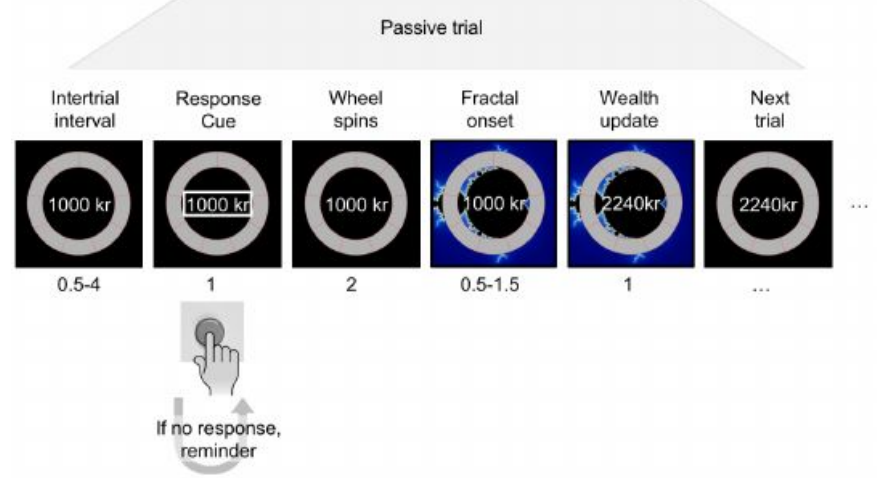 Passive trial
Intertrial interval
Response Cue
Wheel spins
Fractal onset
Wealth update
Next trial
1000 kr
1000 kr
1000 kr
1000 kr
2240kr
2240kr
...
0.5-4
1
2
0.5-1.5
1
...
If no response,
reminder